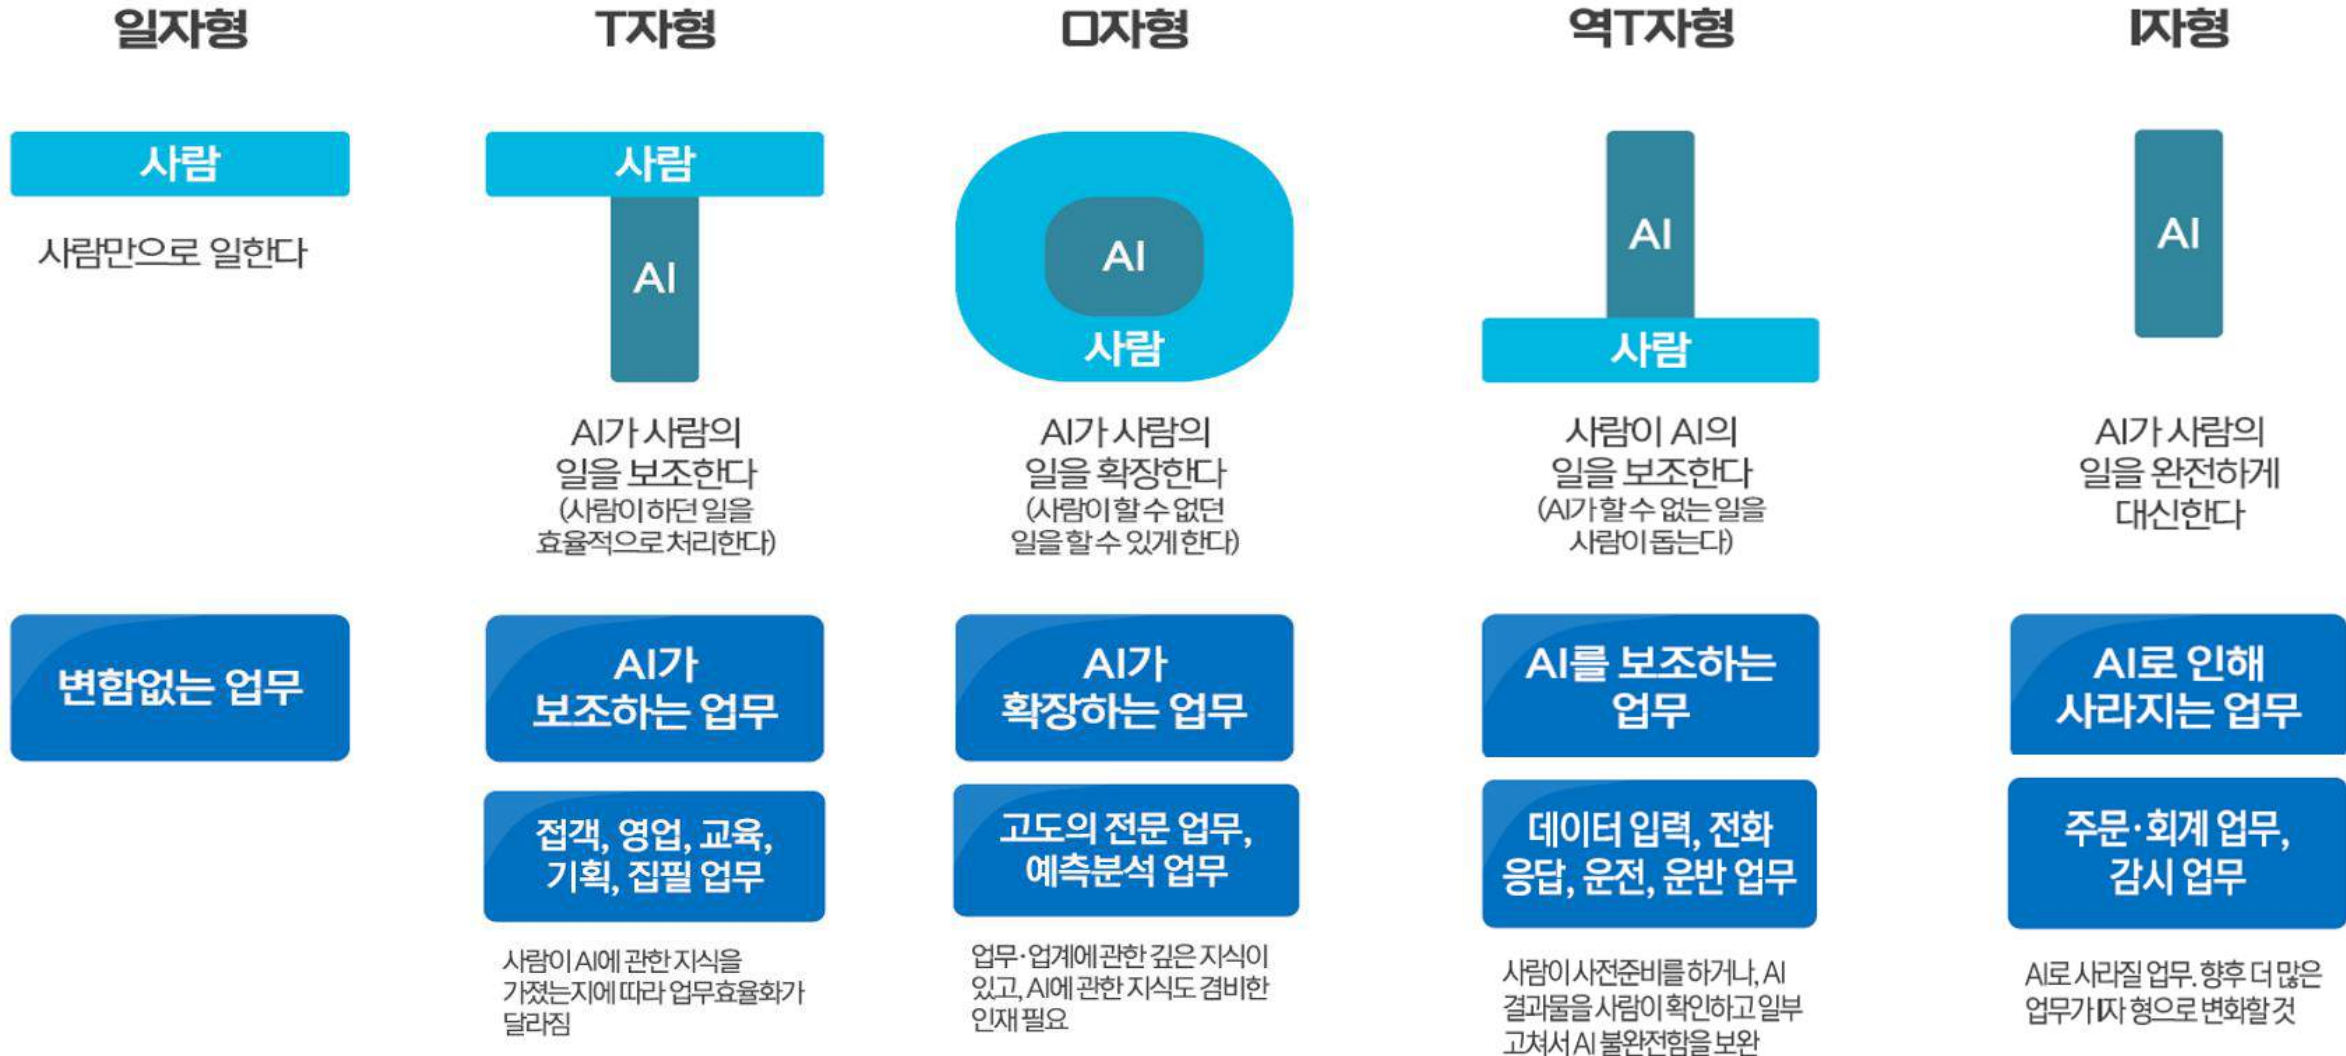 일자형
T자형
ㅁ자형
역T자형
I자형
사람
사람만으로 일한다
사람
AI
AI가 사람의
일을 보조한다
(사람이 하던 일을
효율적으로 처리한다)
AI
사람
AI가 사람의
일을 확장한다
(사람이 할 수 없던
일을 할 수 있게 한다)
AI
사람
사람이 AI의
일을 보조한다
(AI가 할 수 없는 일을
사람이 돕는다)
AI
AI가 사람의
일을 완전하게
대신한다
변함없는 업무
AI가
보조하는 업무
접객, 영업, 교육,
기획, 집필 업무
사람이 AI에 관한 지식을
가졌는지에 따라 업무효율화가
달라짐
AI가
확장하는 업무
고도의 전문 업무,
예측분석 업무
업무·업계에 관한 깊은 지식이
있고, AI에 관한 지식도 겸비한
인재 필요
AI를 보조하는
업무
데이터 입력, 전화
응답, 운전, 운반 업무
사람이 사전준비를 하거나, AI
결과물을 사람이 확인하고 일부
고쳐서 AI 불완전함을 보완
AI로 인해
사라지는 업무
주문·회계 업무,
감시 업무
AI로 사라질 업무. 향후 더 많은
업무가 I자 형으로 변화할 것